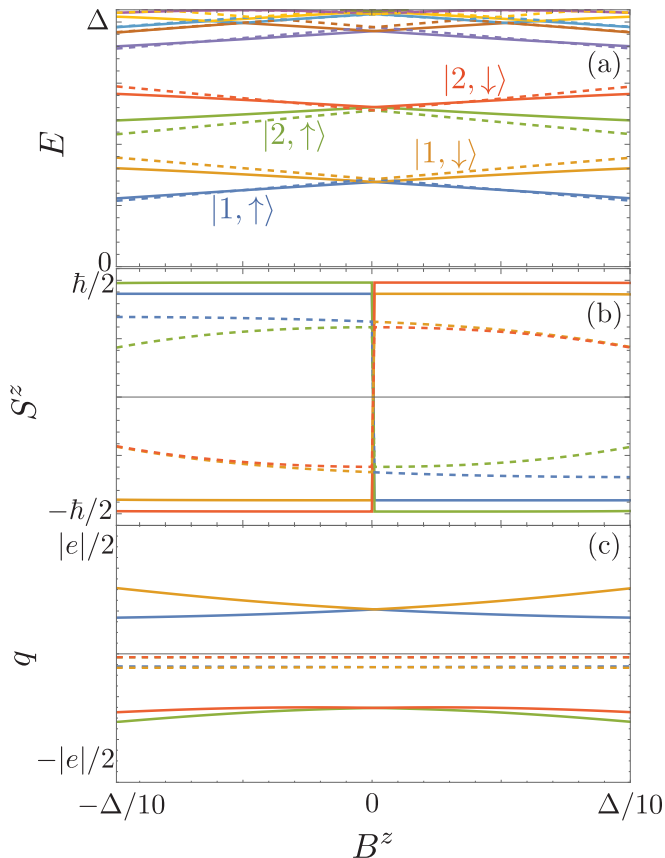 Δ
(a)
|2, ↓⟩
E
|2, ↑⟩
|1, ↓⟩
|1, ↑⟩
0
ħ/2
(b)
S^z
−ħ/2
|e|/2
(c)
q
−|e|/2
−Δ/10
0
Δ/10
B^z